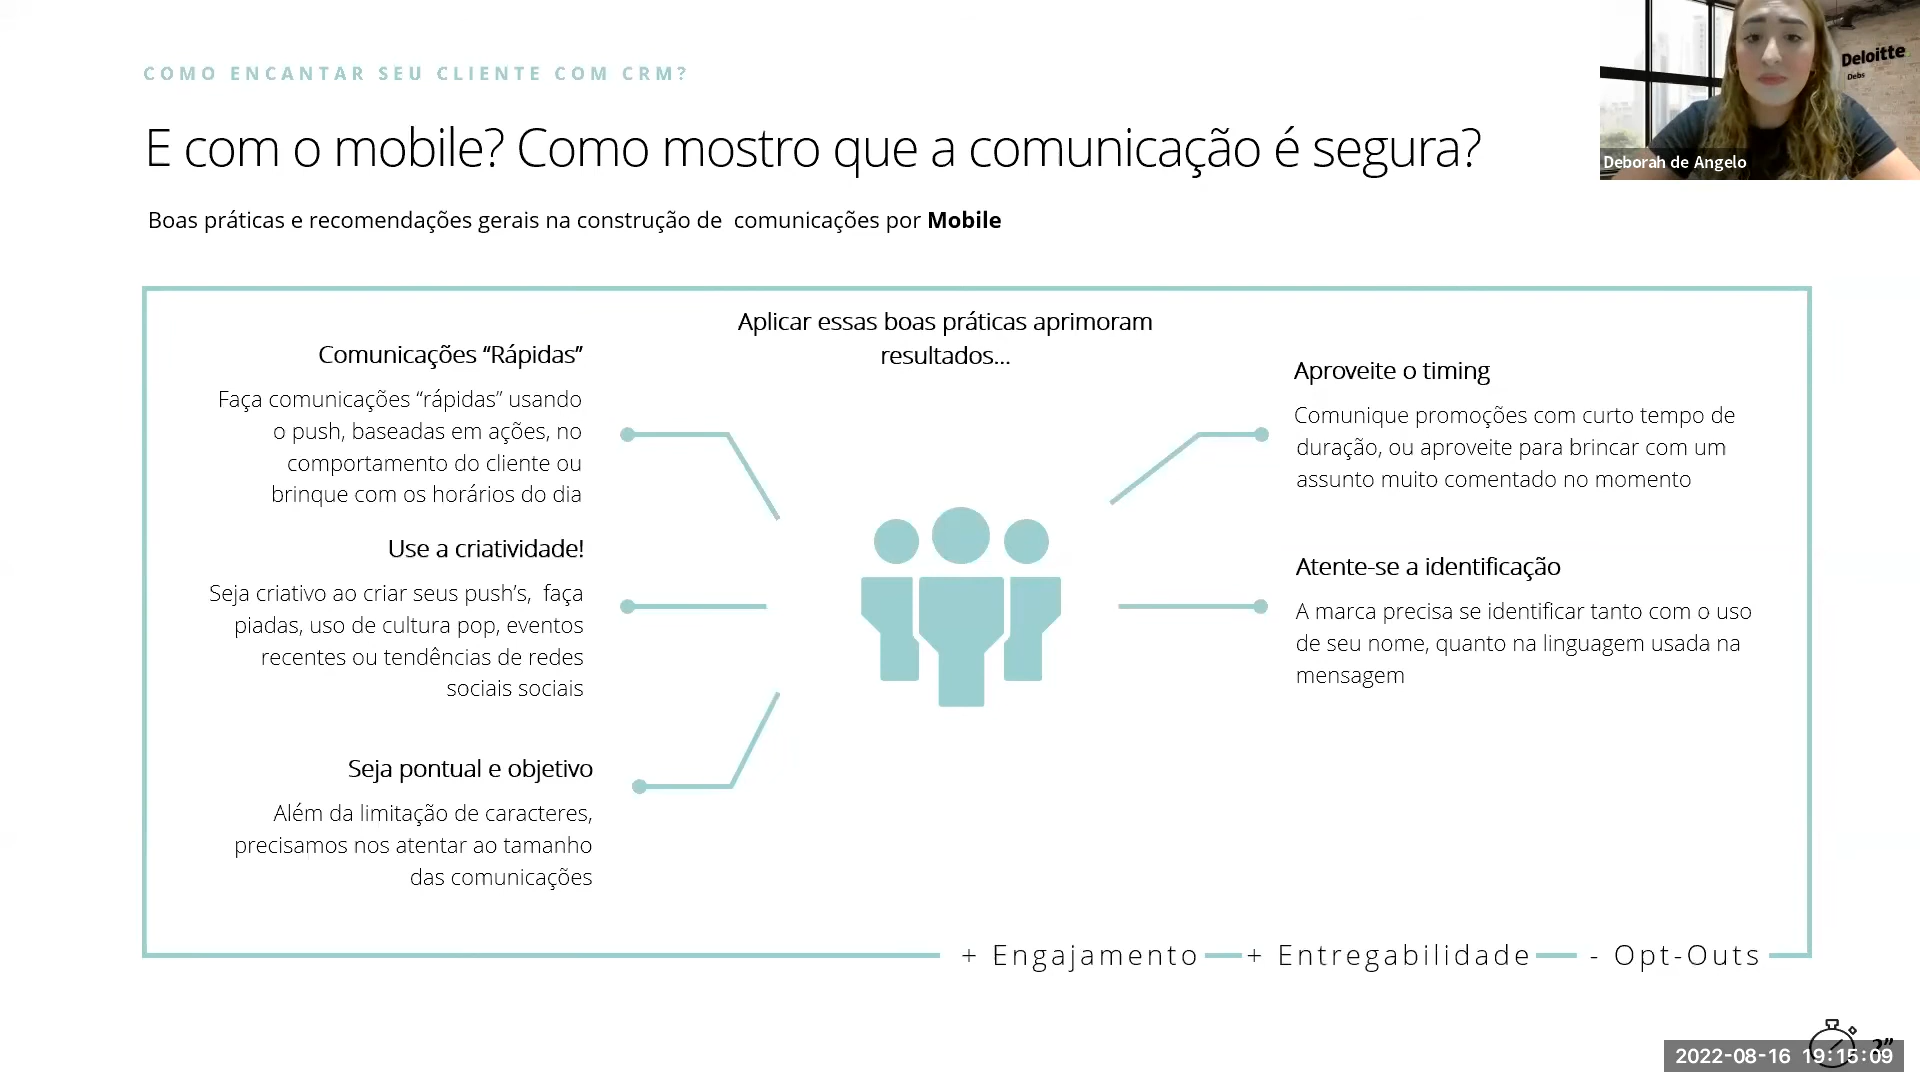 COMO ENCANTAR SEU CLIENTE COM CRM?
E com o mobile? Como mostro que a comunicação é segura?
Boas práticas e recomendações gerais na construção de comunicações por Mobile
Deloitte
Debs
Deborah de Angelo
Aplicar essas boas práticas aprimoram
resultados...
Comunicações “Rápidas”
Faça comunicações “rápidas” usando
o push, baseadas em ações, no
comportamento do cliente ou
brinque com os horários do dia
Use a criatividade!
Seja criativo ao criar seus push’s, faça
piadas, uso de cultura pop, eventos
recentes ou tendências de redes
sociais sociais
Seja pontual e objetivo
Além da limitação de caracteres,
precisamos nos atentar ao tamanho
das comunicações
Aproveite o timing
Comunique promoções com curto tempo de
duração, ou aproveite para brincar com um
assunto muito comentado no momento
Atente-se a identificação
A marca precisa se identificar tanto com o uso
de seu nome, quanto na linguagem usada na
mensagem
+ Engajamento + Entregabilidade - Opt-Outs
2022-08-16 19:15:09